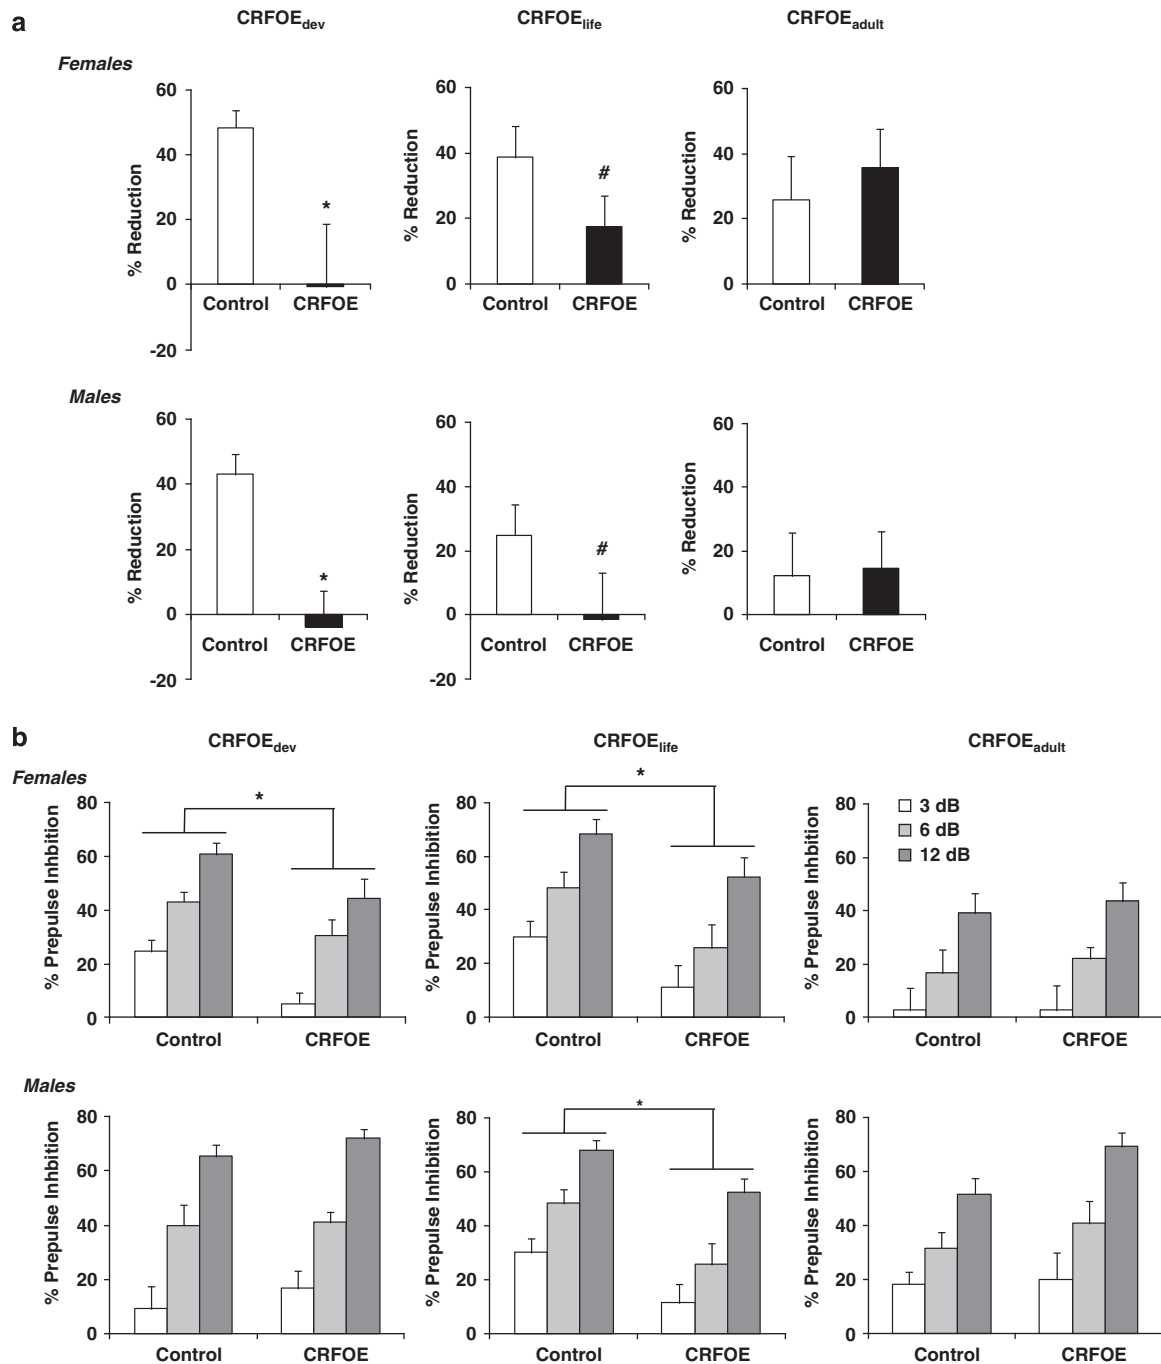 a
CRFOEdev CRFOElife CRFOEadult
Females
% Reduction
60
40
20
0
-20
*
Control CRFOE
% Reduction
60
40
20
0
#
Control CRFOE
% Reduction
60
40
20
0
Control CRFOE
Males
% Reduction
60
40
20
0
-20
*
Control CRFOE
% Reduction
60
40
20
0
-20
#
Control CRFOE
% Reduction
60
40
20
0
Control CRFOE
b
CRFOEdev CRFOElife CRFOEadult
Females
% Prepulse Inhbition
80
60
40
20
0
*
Control CRFOE
% Prepulse Inhibition
80
60
40
20
0
*
Control CRFOE
% Prepulse Inhibition
80
60
40
20
0
3 dB
6 dB
12 dB
Control CRFOE
Males
% Prepulse Inhbition
80
60
40
20
0
Control CRFOE
% Prepulse Inhibition
80
60
40
20
0
*
Control CRFOE
% Prepulse Inhibition
80
60
40
20
0
Control CRFOE